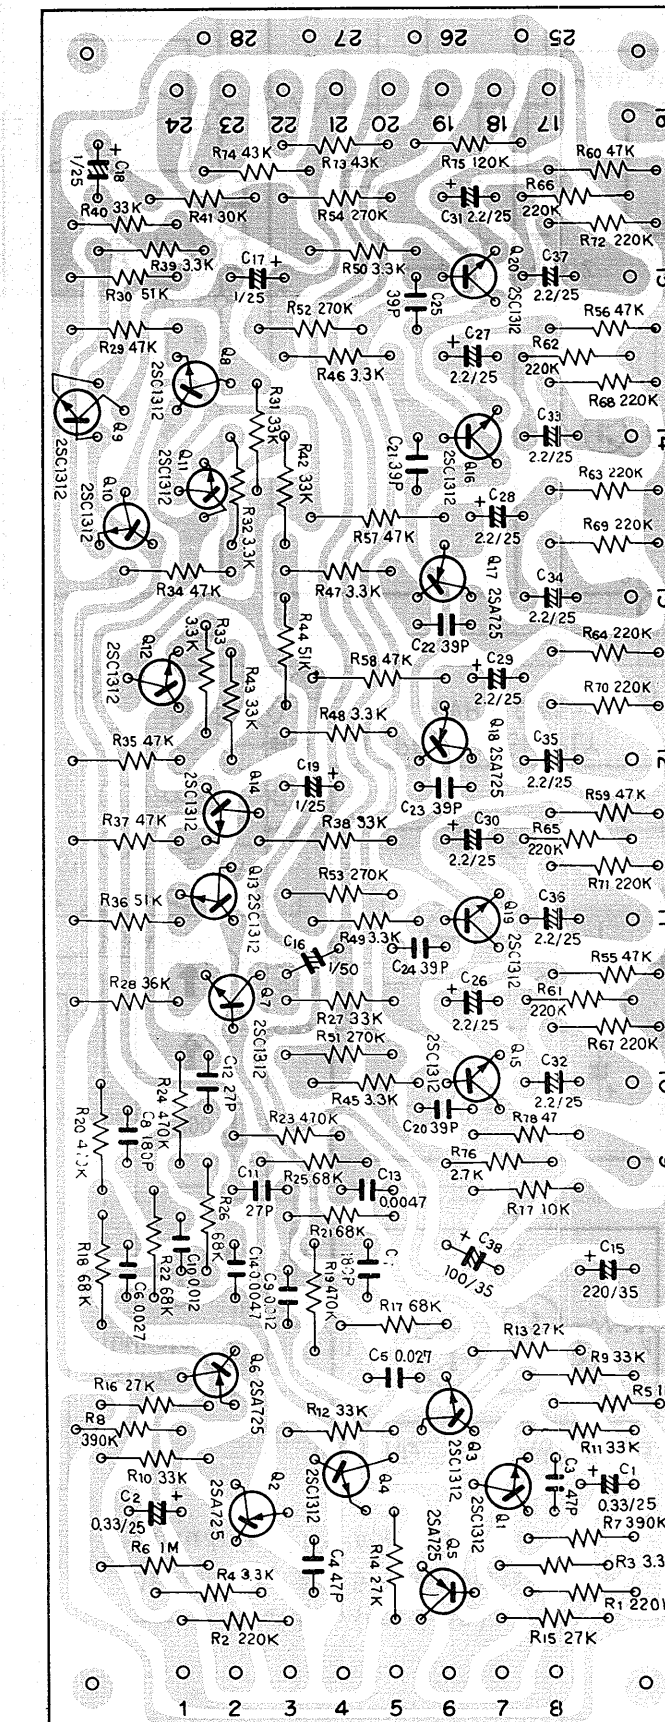 28 27 26 25
24 23 22 21 20 19 18 17 16
R74 43K
R73 43K
R75 120K
R60 47K
C18 1/25 +
R40 33K
R41 30K
R54 270K
+ C31 2.2/25
R66 220K
R72 220K
R39 3.3K
R30 51K
C17 + 1/25
R50 3.3K
C25 39P
Q20 2SC1312
C37 2.2/25
15
R29 47K
R52 270K
R46 3.3K
+ C27 2.2/25
R56 47K
R62 220K
R68 220K
Q8 2SC1312
Q9 2SC1312
R31 33K
Q11 2SC1312
R42 33K
C21 39P
Q16 2SC1312
C33 2.2/25
14
Q10 2SC1312
R32 3.3K
R57 47K
+ C28 2.2/25
R63 220K
R69 220K
R34 47K
R47 3.3K
Q17 2SA725
C34 2.2/25
13
Q12 2SC1312
R33 3.3K
R43 33K
R44 51K
C22 39P
R64 220K
R58 47K
+ C29 2.2/25
R70 220K
R35 47K
R48 3.3K
Q18 2SA725
C35 2.2/25
12
Q14 2SC1312
C19 + 1/25
C23 39P
R59 47K
R37 47K
R38 33K
+ C30 2.2/25
R65 220K
R71 220K
R36 51K
Q13 2SC1312
R53 270K
R49 3.3K
Q19 2SC1312
C36 2.2/25
11
C16 1/50
C24 39P
R28 36K
Q7 2SC1312
R27 33K
+ C26 2.2/25
R55 47K
R61 220K
R67 220K
R51 270K
R45 3.3K
Q15 2SC1312
C32 2.2/25
10
R24 470K
C12 27P
C20 39P
R20
C8 180P
R23 470K
R78 47
R25 68K
R76 2.7K
9
C11 27P
C13 0.0047
R77 10K
R26 68K
R21 68K
R18 68K
R22 68K
C10 0.012
C14 0.0047
C9
R19 470K
C38 + 100/35
+ C15 220/35
C6 0.0027
R17 68K
R13 27K
Q6 2SA725
C5 0.027
R9 33K
R16 27K
R5
R8 390K
R12 33K
Q3 2SC1312
R11 33K
R10 33K
Q2 2SA725
Q4 2SC1312
Q1 2SC1312
C3 47P
+ C1 0.33/25
C2 + 0.33/25
R7 390K
R6 1M
C4 47P
R14 27K
Q5 2SA725
R3 3.3
R4 3.3K
R1 220K
R2 220K
R15 27K
1 2 3 4 5 6 7 8